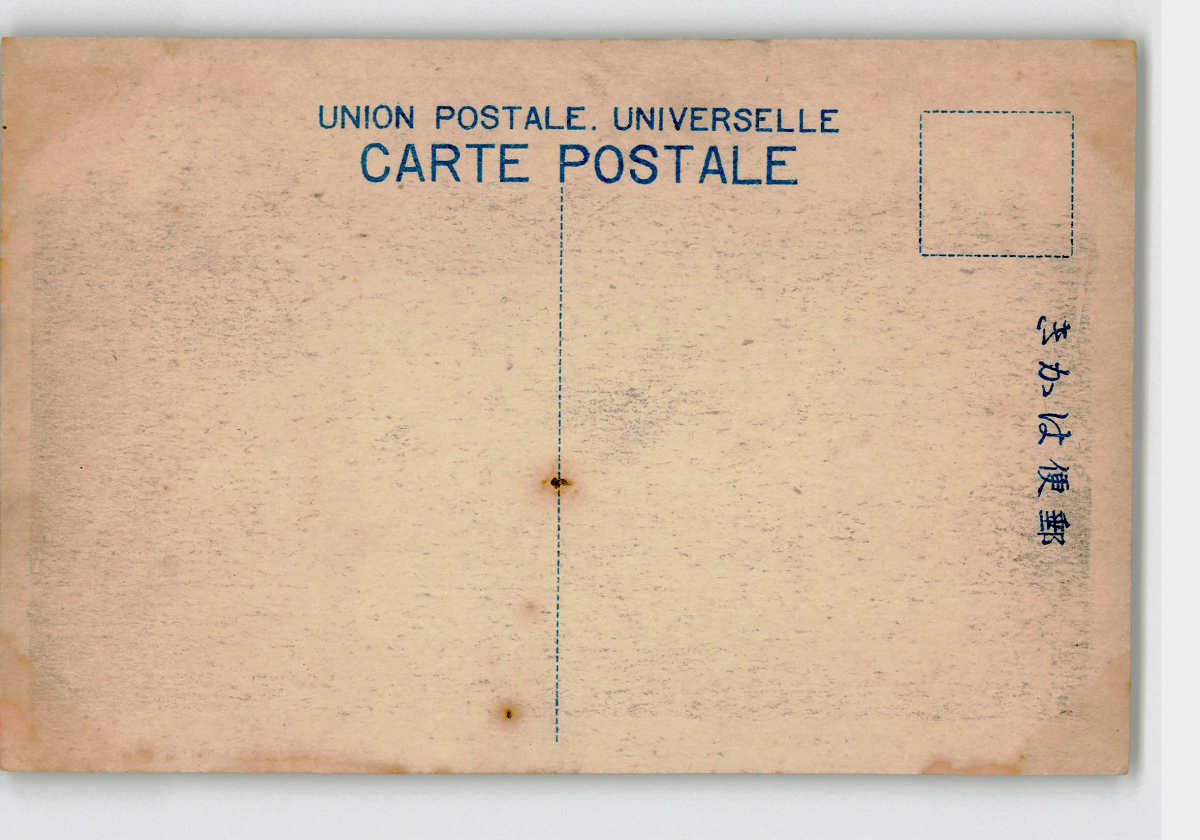 UNION POSTALE. UNIVERSELLE
CARTE POSTALE
郵便はかき